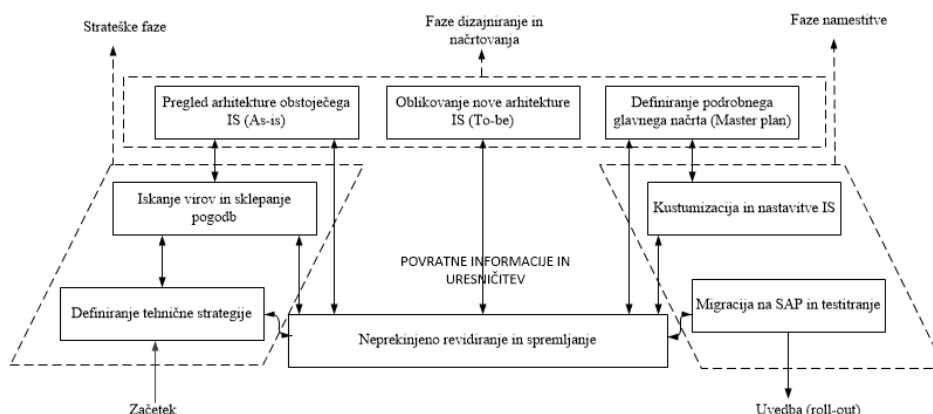 Strateške faze
Faze dizajniranje in
načrtovanja
Faze namestitve
Pregled arhitekture obstoječega
IS (As-is)
Oblikovanje nove arhitekture
IS (To-be)
Definiranje podrobnega
glavnega načrta (Master plan)
Iskanje virov in sklepanje
pogodb
Kustumizacija in nastavitve IS
POVRATNE INFORMACIJE IN
URESNIČITEV
Definiranje tehnične strategije
Neprekinjeno revidiranje in spremljanje
Migracija na SAP in testitranje
Začetek
Uvedba (roll-out)